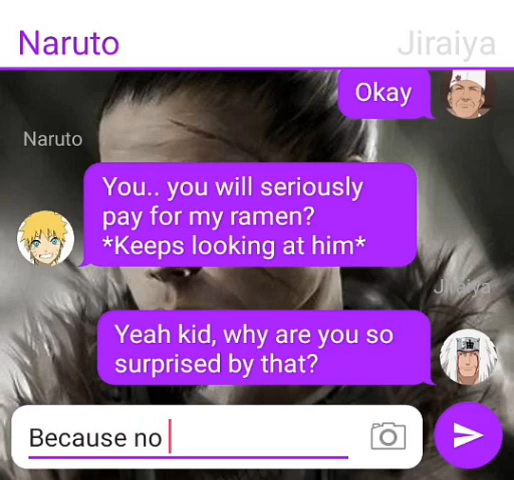 Naruto
Jiraiya
Okay
Naruto
You.. you will seriously
pay for my ramen?
*Keeps looking at him*
Jiraiya
Yeah kid, why are you so
surprised by that?
Because no